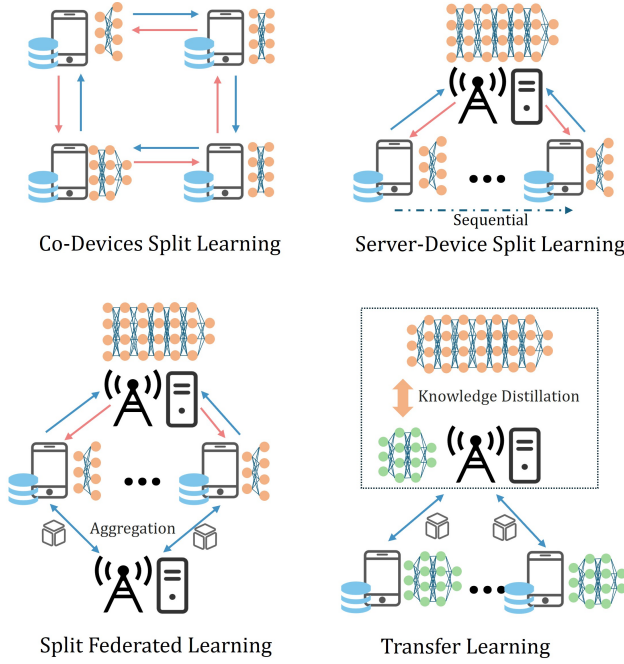 Sequential
Co-Devices Split Learning
Server-Device Split Learning
Knowledge Distillation
Aggregation
Split Federated Learning
Transfer Learning